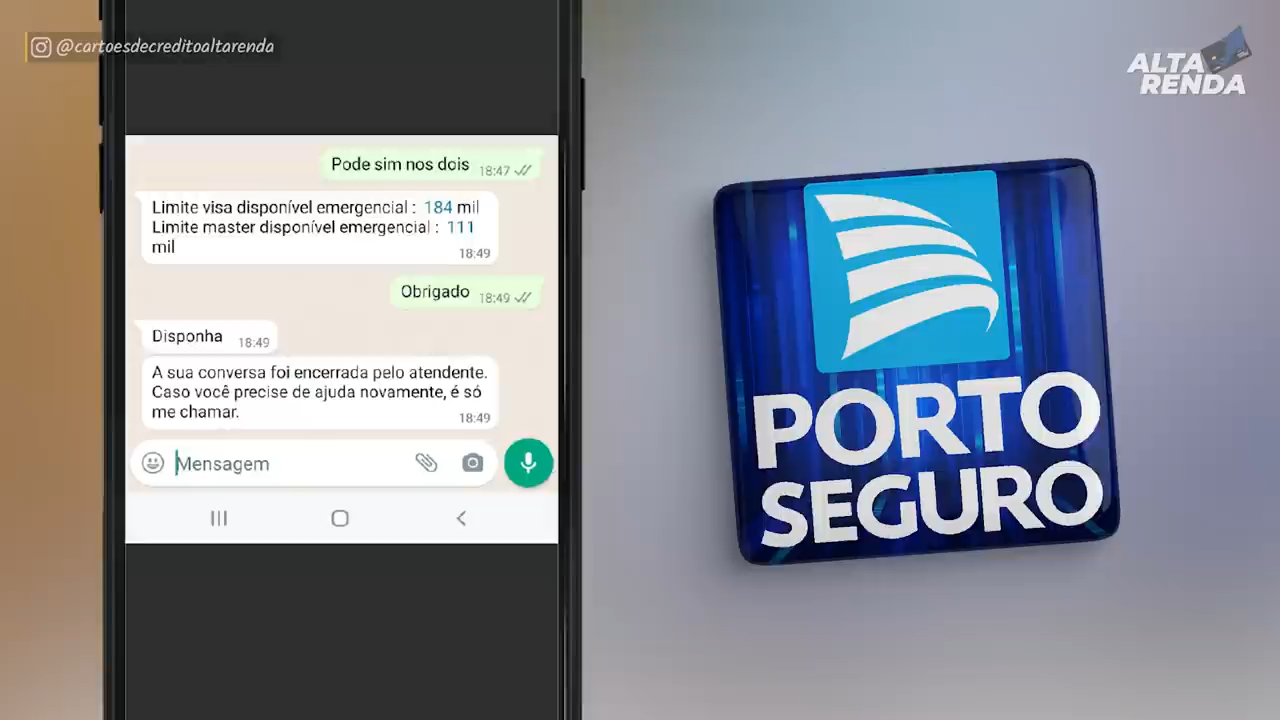 @cartoesdecreditoaltarenda
ALTA
RENDA
Pode sim nos dois 18:47
Limite visa disponível emergencial : 184 mil
Limite master disponível emergencial : 111
mil
18:49
Obrigado 18:49
Disponha 18:49
A sua conversa foi encerrada pelo atendente.
Caso você precise de ajuda novamente, é só
me chamar.
18:49
Mensagem
PORTO
SEGURO